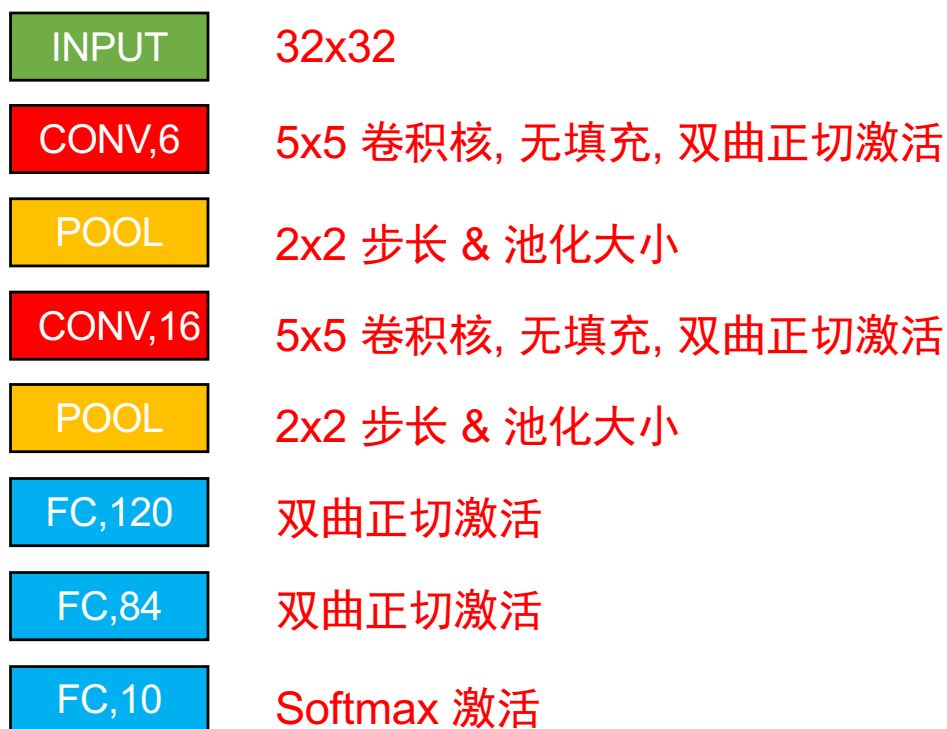 INPUT 32x32
CONV,6 5x5 卷积核, 无填充, 双曲正切激活
POOL 2x2 步长 & 池化大小
CONV,16 5x5 卷积核, 无填充, 双曲正切激活
POOL 2x2 步长 & 池化大小
FC,120 双曲正切激活
FC,84 双曲正切激活
FC,10 Softmax 激活